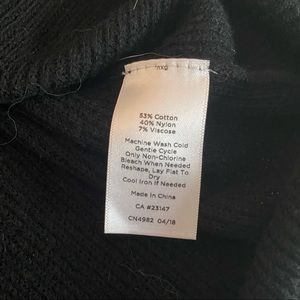 53% Cotton
40% Nylon
7% Viscose
Machine Wash Cold
Gentle Cycle
Only Non-Chlorine
Bleach When Needed
Reshape, Lay Flat To
Dry
Cool Iron If Needed
Made In China
CA #23147
CN4982 04/18